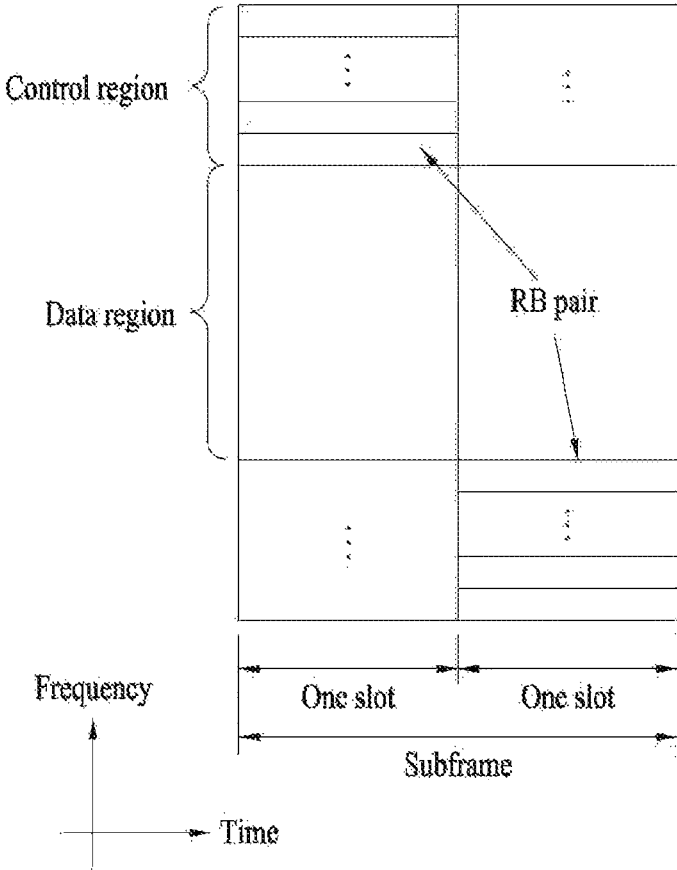 Control region
Data region
RB pair
One slot
One slot
Subframe
Frequency
Time